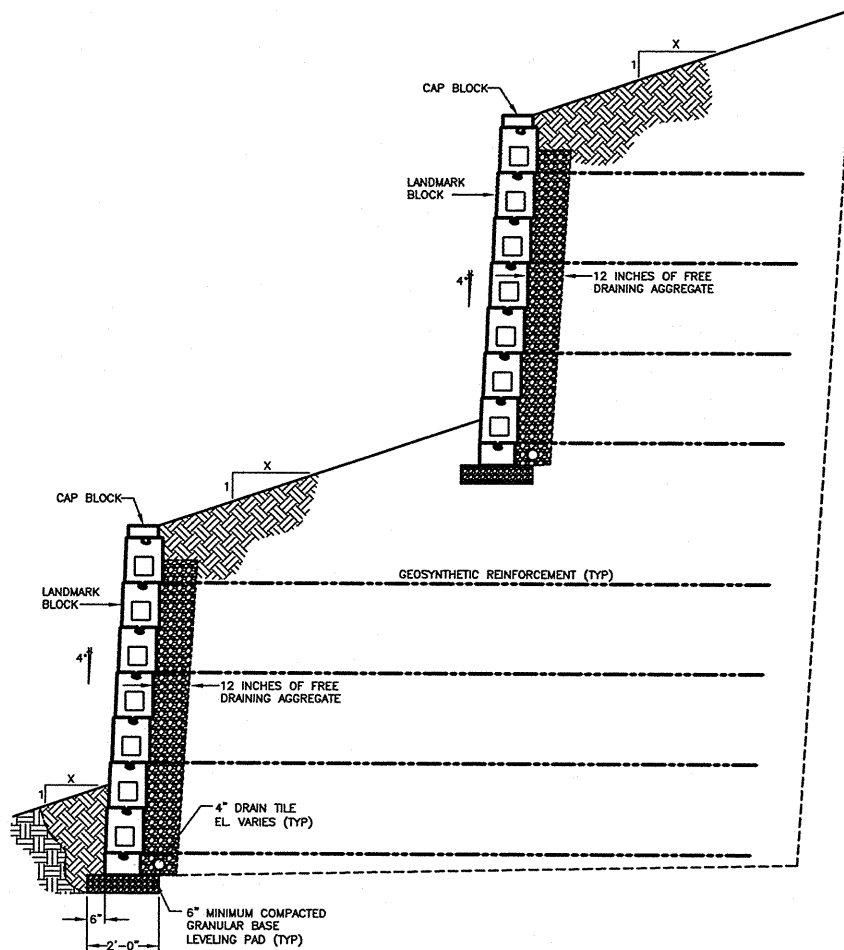 X
1
CAP BLOCK
LANDMARK
BLOCK
4°
12 INCHES OF FREE
DRAINING AGGREGATE
X
1
CAP BLOCK
GEOSYNTHETIC REINFORCEMENT (TYP)
LANDMARK
BLOCK
4°
12 INCHES OF FREE
DRAINING AGGREGATE
X
1
4" DRAIN TILE
EL. VARIES (TYP)
6"
6" MINIMUM COMPACTED
GRANULAR BASE
LEVELING PAD (TYP)
2'-0"